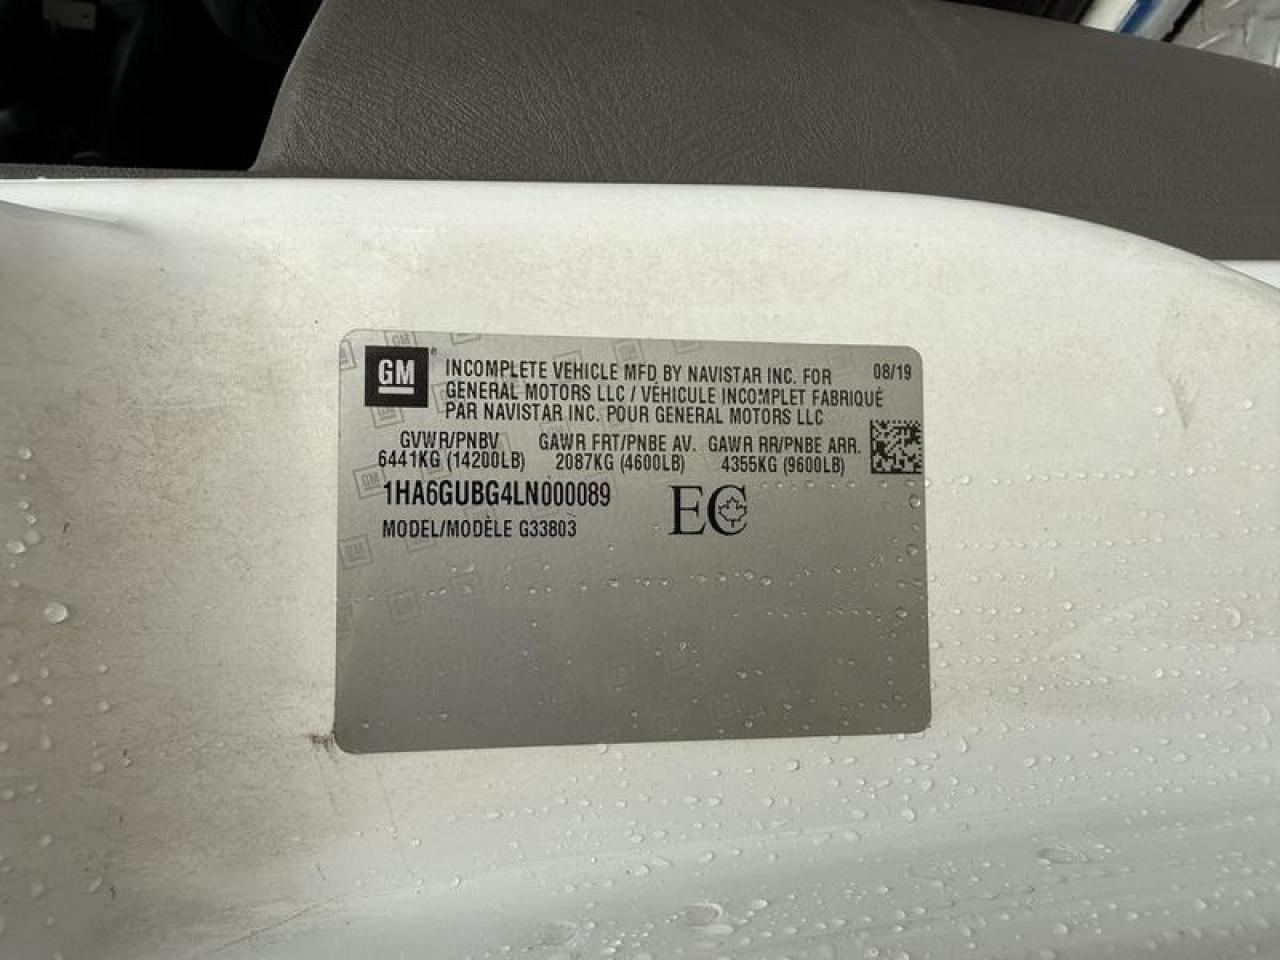 GM
INCOMPLETE VEHICLE MFD BY NAVISTAR INC. FOR
08/19
GENERAL MOTORS LLC / VÉHICULE INCOMPLET FABRIQUÉ
PAR NAVISTAR INC. POUR GENERAL MOTORS LLC
GVWR/PNBV GAWR FRT/PNBE AV. GAWR RR/PNBE ARR.
6441KG (14200LB) 2087KG (4600LB) 4355KG (9600LB)
1HA6GUBG4LN000089
EC
MODEL/MODÈLE G33803